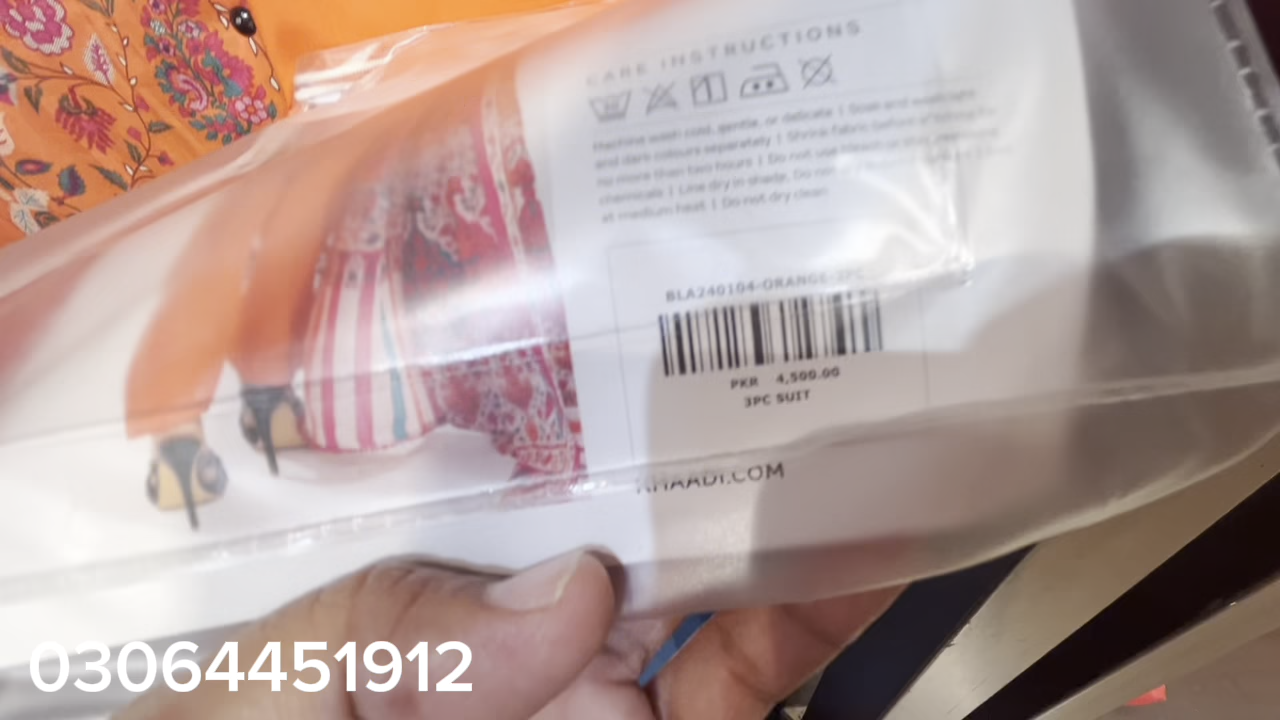 CARE INSTRUCTIONS
Machine wash cold, gentle, or delicate | Soak and wash light
and dark colours separately | Shrink fabric before stitching for
no more than two hours | Do not use bleach or
chemicals | Line dry in shade, Do not
at medium heat | Do not dry clean
BLA240104-ORANGE-3PC
PKR 4,500.00
3PC SUIT
KHAADI.COM
03064451912